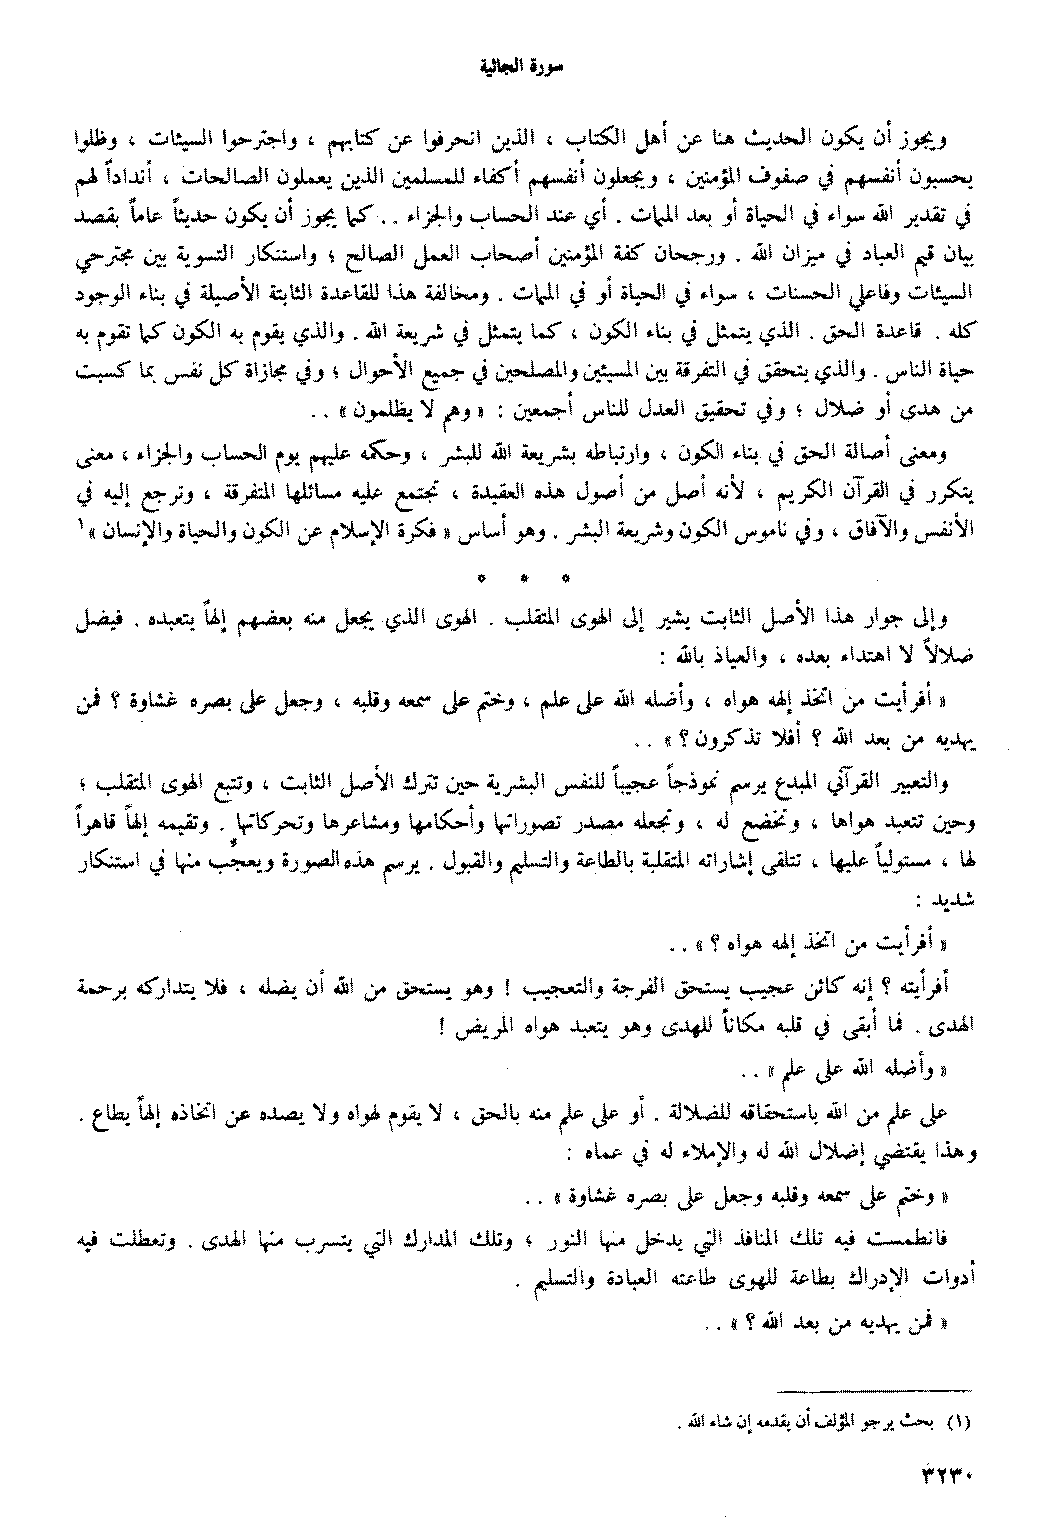 سورة الجاثية
ويجوز أن يكون الحديث هنا عن أهل الكتاب ، الذين انحرفوا عن كتابهم ، واجترحوا السيئات ، وظلوا
يحسبون أنفسهم في صفوف المؤمنين ، ويجعلون أنفسهم أكفاء للمسلمين الذين يعملون الصالحات ، أنداداً لهم
في تقدير الله سواء في الحياة أو بعد الممات . أي عند الحساب والجزاء .. كما يجوز أن يكون حديثاً عاماً بقصد
بيان قيم العباد في ميزان الله . ورجحان كفة المؤمنين أصحاب العمل الصالح ؛ واستنكار التسوية بين مجترحي
السيئات وفاعلي الحسنات ، سواء في الحياة أو في الممات . ومخالفة هذا للقاعدة الثابتة الأصيلة في بناء الوجود
كله . قاعدة الحق . الذي يتمثل في بناء الكون ، كما يتمثل في شريعة الله . والذي يقوم به الكون كما تقوم به
حياة الناس . والذي يتحقق في التفرقة بين المسيئين والمصلحين في جميع الأحوال ؛ وفي مجازاة كل نفس بما كسبت
من هدى أو ضلال ؛ وفي تحقيق العدل للناس أجمعين : « وهم لا يظلمون » ..
ومعنى أصالة الحق في بناء الكون ، وارتباطه بشريعة الله للبشر ، وحكمه عليهم يوم الحساب والجزاء ، معنى
يتكرر في القرآن الكريم ، لأنه أصل من أصول هذه العقيدة ، تجتمع عليه مسائلها المتفرقة ، وترجع إليه في
الأنفس والآفاق ، وفي ناموس الكون وشريعة البشر . وهو أساس « فكرة الإسلام عن الكون والحياة والإنسان » ١
* * *
وإلى جوار هذا الأصل الثابت يشير إلى الهوى المتقلب . الهوى الذي يجعل منه بعضهم إلهاً يتعبده . فيضل
ضلالاً لا اهتداء بعده ، والعياذ بالله :
« أفرأيت من اتخذ إلهه هواه ، وأضله الله على علم ، وختم على سمعه وقلبه ، وجعل على بصره غشاوة ؟ فمن
يهديه من بعد الله ؟ أفلا تذكرون ؟ » ..
والتعبير القرآني المبدع يرسم نموذجاً عجيباً للنفس البشرية حين تترك الأصل الثابت ، وتتبع الهوى المتقلب ؛
وحين تتعبد هواها ، وتخضع له ، وتجعله مصدر تصوراتها وأحكامها ومشاعرها وتحركاتها . وتقيمه إلهاً قاهراً
لها ، مستولياً عليها ، تتلقى إشاراته المتقلبة بالطاعة والتسليم والقبول . يرسم هذه الصورة ويعجّب منها في استنكار
شديد :
« أفرأيت من اتخذ إلهه هواه ؟ » ..
أفرأيته ؟ إنه كائن عجيب يستحق الفرجة والتعجيب ! وهو يستحق من الله أن يضله ، فلا يتداركه برحمة
الهدى . فما أبقى في قلبه مكاناً للهدى وهو يتعبد هواه المريض !
« وأضله الله على علم » ..
على علم من الله باستحقاقه للضلالة . أو على علم منه بالحق ، لا يقوم لهواه ولا يصده عن اتخاذه إلهاً يطاع .
وهذا يقتضي إضلال الله له والإملاء له في عماه :
« وختم على سمعه وقلبه وجعل على بصره غشاوة » ..
فانطمست فيه تلك المنافذ التي يدخل منها النور ؛ وتلك المدارك التي يتسرب منها الهدى . وتعطلت فيه
أدوات الإدراك بطاعة للهوى طاعته العبادة والتسليم .
« فمن يهديه من بعد الله ؟ » ..
(١) بحث يرجو المؤلف أن يقدمه إن شاء الله .
٣٢٣٠